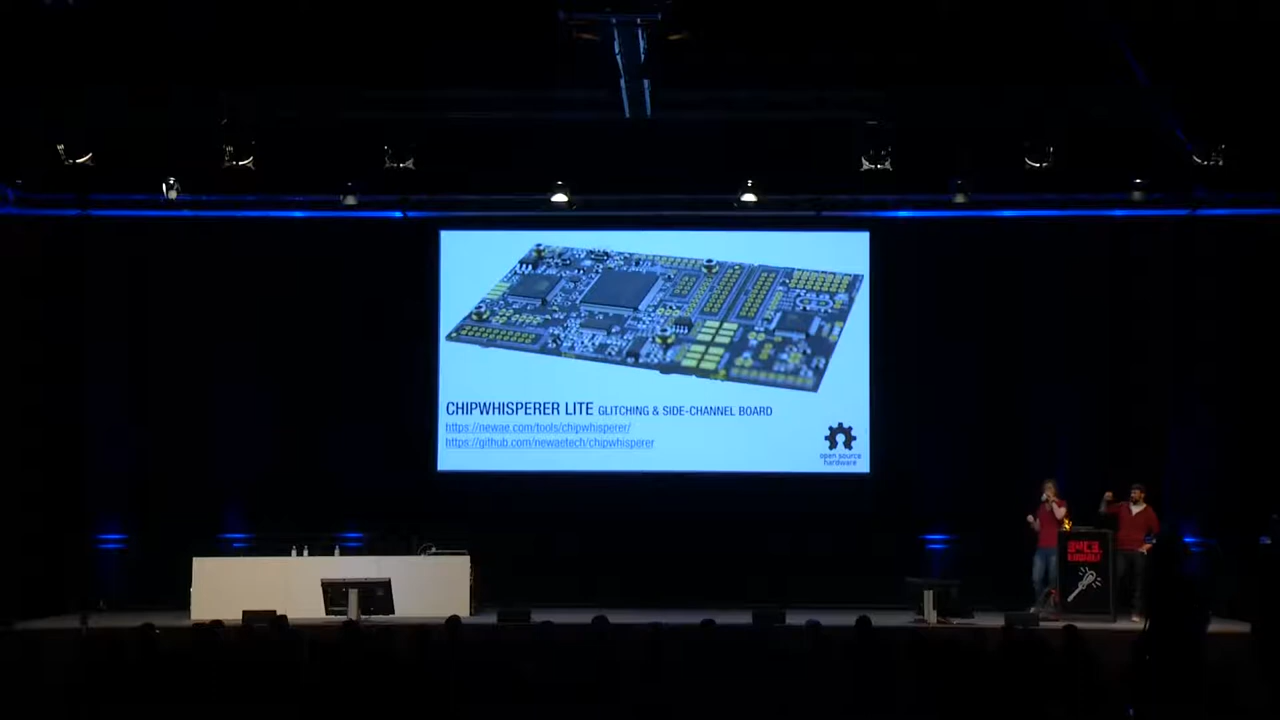 CHIPWHISPERER LITE GLITCHING & SIDE-CHANNEL BOARD
https://newae.com/tools/chipwhisperer/
https://github.com/newaetech/chipwhisperer
open source
hardware